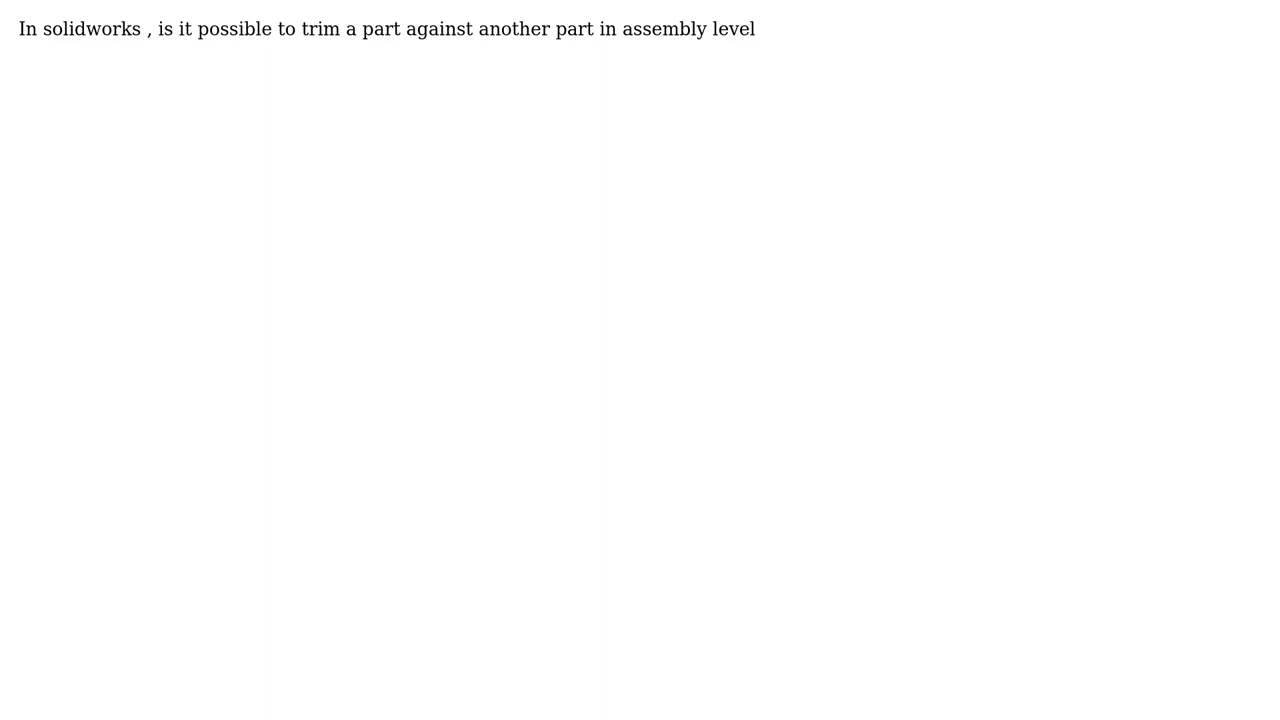 In solidworks , is it possible to trim a part against another part in assembly level